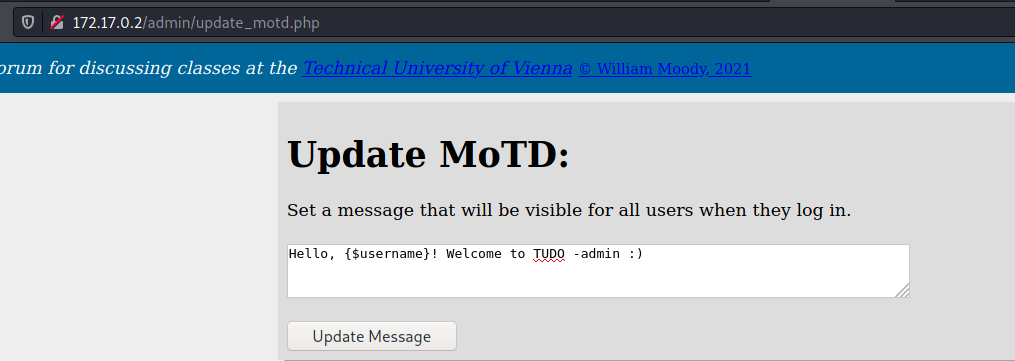 172.17.0.2/admin/update_motd.php
orum for discussing classes at the Technical University of Vienna © William Moody, 2021
Update MoTD:
Set a message that will be visible for all users when they log in.
Hello, {$username}! Welcome to TUDO -admin :)
Update Message